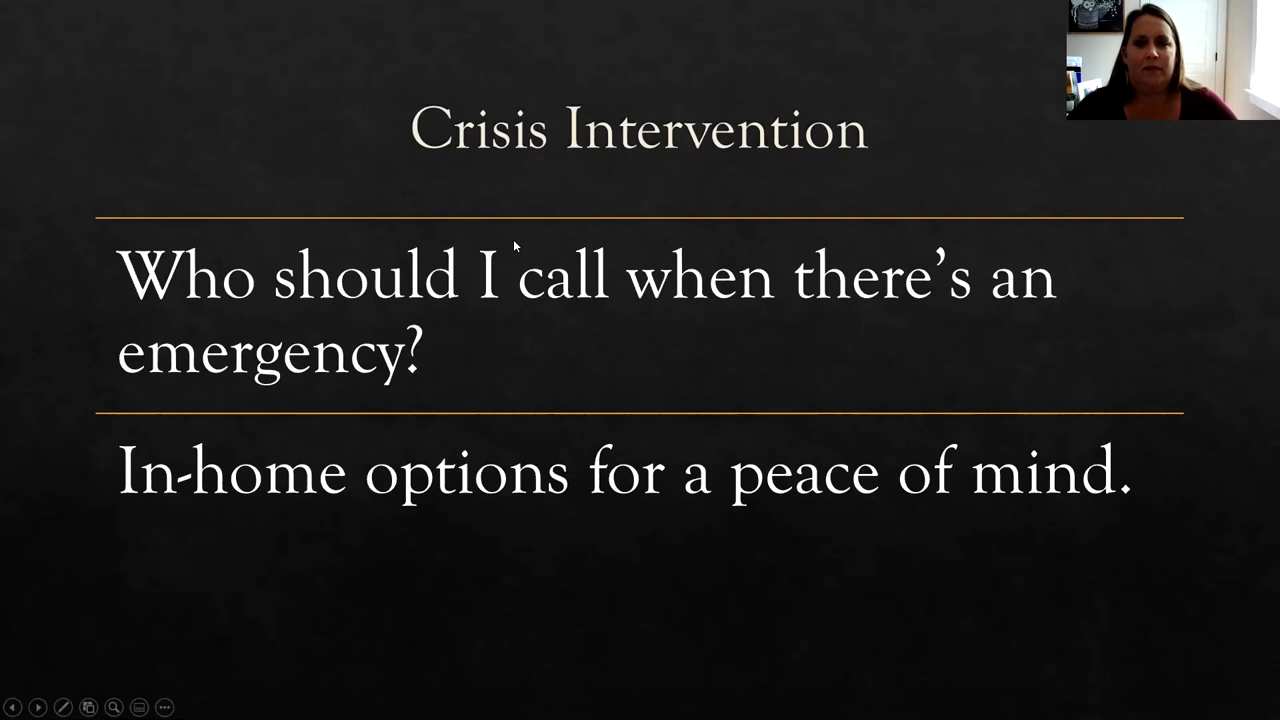 Crisis Intervention
Who should I call when there’s an
emergency?
In-home options for a peace of mind.